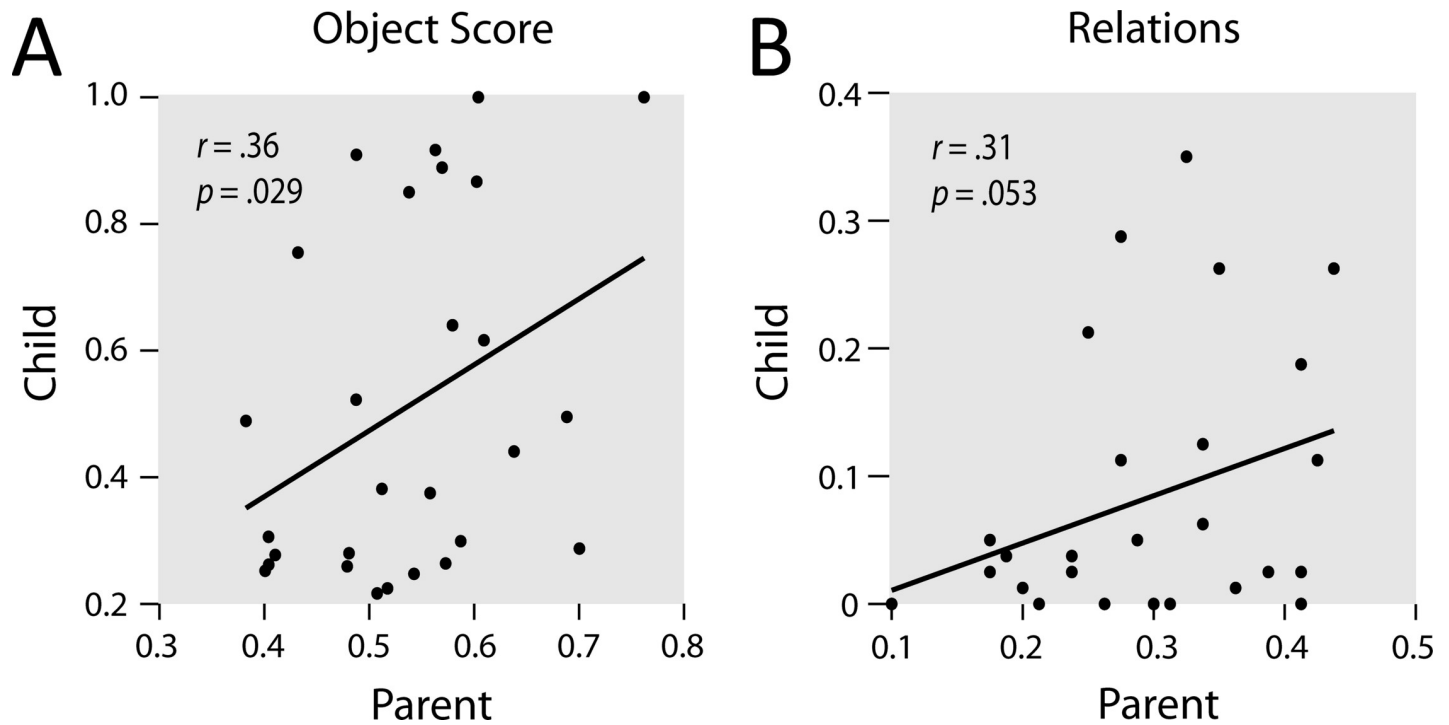 A
Object Score
r = .36
p = .029
1.0
0.8
0.6
0.4
0.2
Child
0.3 0.4 0.5 0.6 0.7 0.8
Parent
B
Relations
r = .31
p = .053
0.4
0.3
0.2
0.1
0
Child
0.1 0.2 0.3 0.4 0.5
Parent